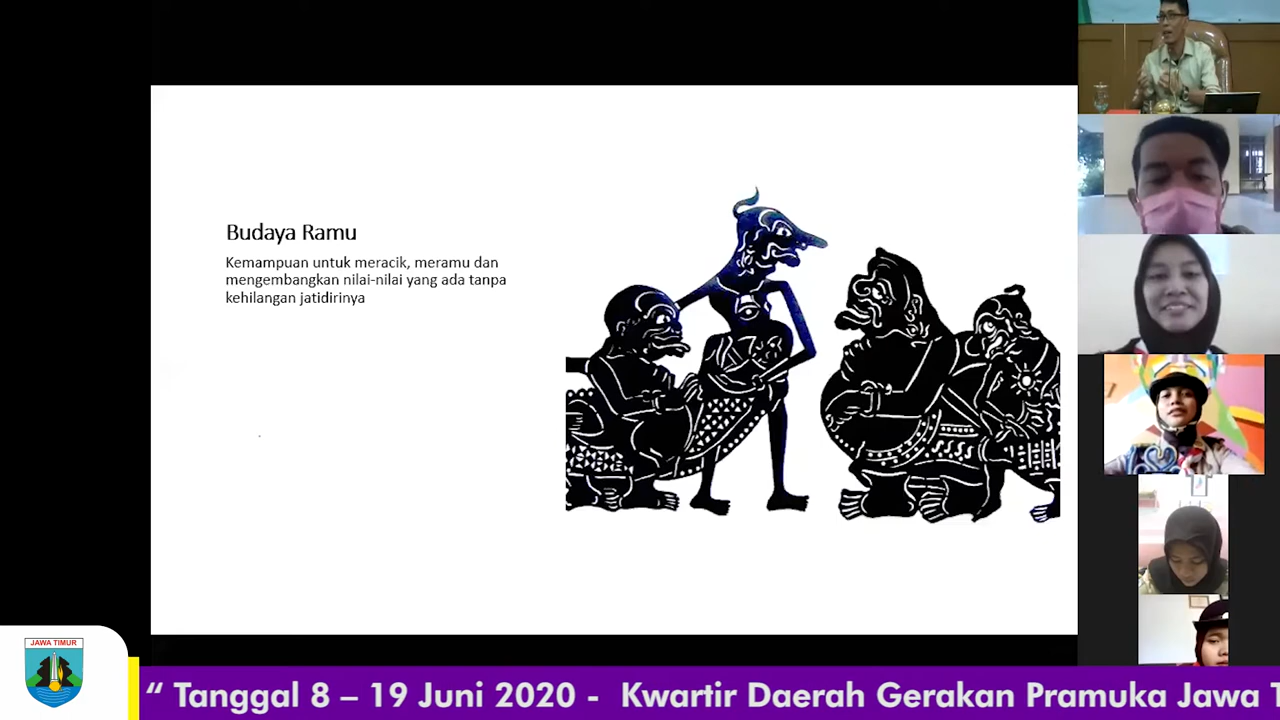 Budaya Ramu
Kemampuan untuk meracik, meramu dan
mengembangkan nilai-nilai yang ada tanpa
kehilangan jatidirinya
JAWA TIMUR
“ Tanggal 8 – 19 Juni 2020 - Kwartir Daerah Gerakan Pramuka Jawa T